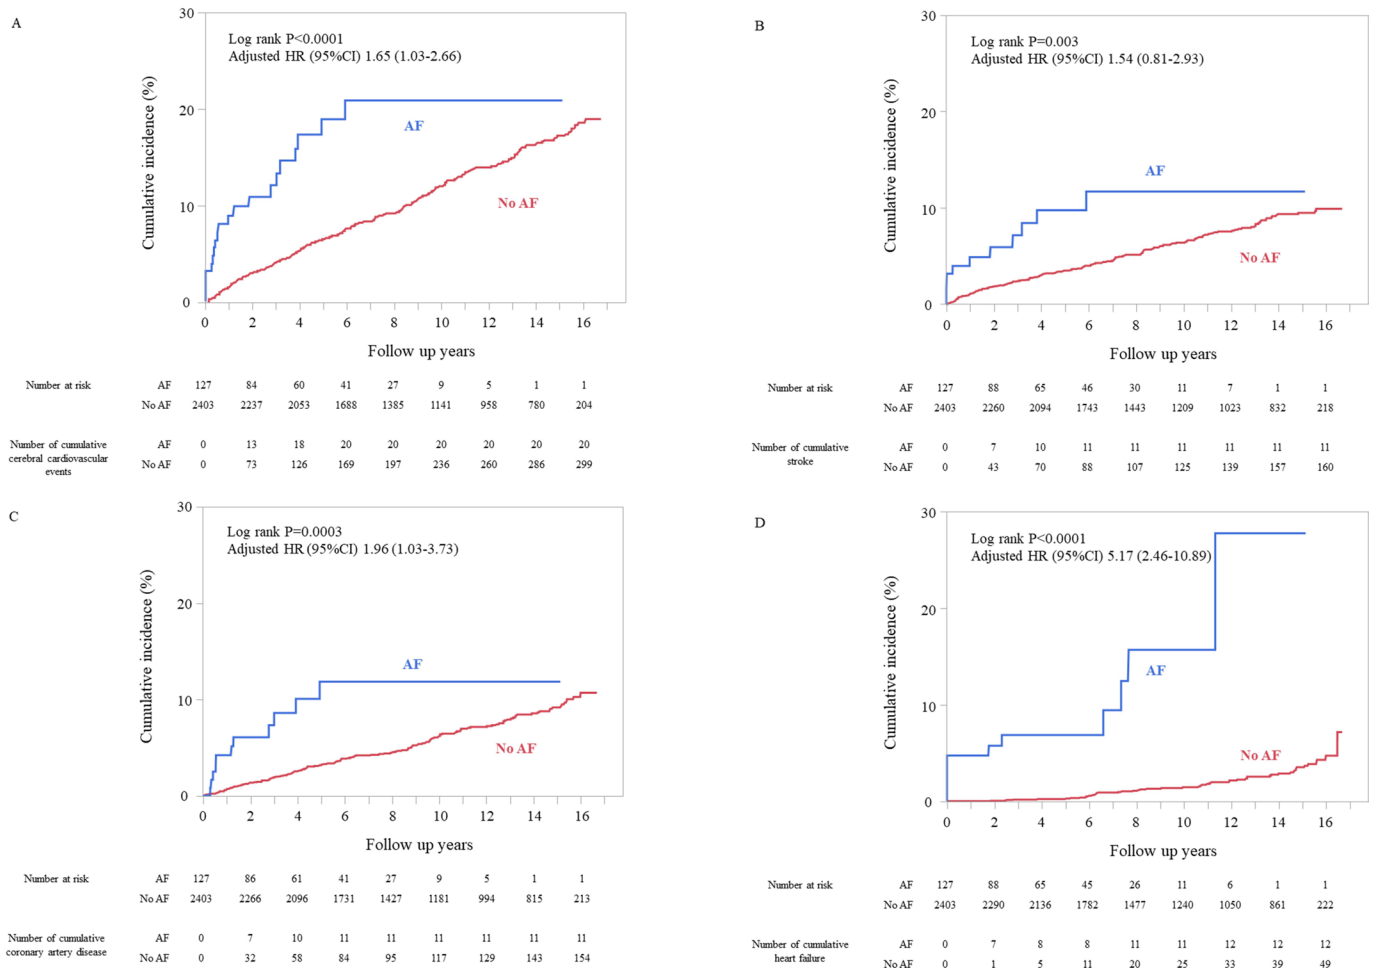 A
Log rank P<0.0001
Adjusted HR (95%CI) 1.65 (1.03-2.66)
30
20
10
0
Cumulative incidence (%)
AF
No AF
0 2 4 6 8 10 12 14 16
Follow up years
Number at risk AF 127 84 60 41 27 9 5 1 1
No AF 2403 2237 2053 1688 1385 1141 958 780 204
Number of cumulative
cerebral cardiovascular
events
AF 0 13 18 20 20 20 20 20 20
No AF 0 73 126 169 197 236 260 286 299
B
Log rank P=0.003
Adjusted HR (95%CI) 1.54 (0.81-2.93)
30
20
10
0
Cumulative incidence (%)
AF
No AF
0 2 4 6 8 10 12 14 16
Follow up years
Number at risk AF 127 88 65 46 30 11 7 1 1
No AF 2403 2260 2094 1743 1443 1209 1023 832 218
Number of cumulative
stroke
AF 0 7 10 11 11 11 11 11 11
No AF 0 43 70 88 107 125 139 157 160
C
Log rank P=0.0003
Adjusted HR (95%CI) 1.96 (1.03-3.73)
30
20
10
0
Cumulative incidence (%)
AF
No AF
0 2 4 6 8 10 12 14 16
Follow up years
Number at risk AF 127 86 61 41 27 9 5 1 1
No AF 2403 2266 2096 1731 1427 1181 994 815 213
Number of cumulative
coronary artery disease
AF 0 7 10 11 11 11 11 11 11
No AF 0 32 58 84 95 117 129 143 154
D
Log rank P<0.0001
Adjusted HR (95%CI) 5.17 (2.46-10.89)
30
20
10
0
Cumulative incidence (%)
AF
No AF
0 2 4 6 8 10 12 14 16
Follow up years
Number at risk AF 127 88 65 45 26 11 6 1 1
No AF 2403 2290 2136 1782 1477 1240 1050 861 222
Number of cumulative
heart failure
AF 0 7 8 8 11 11 12 12 12
No AF 0 1 5 11 20 25 33 39 49